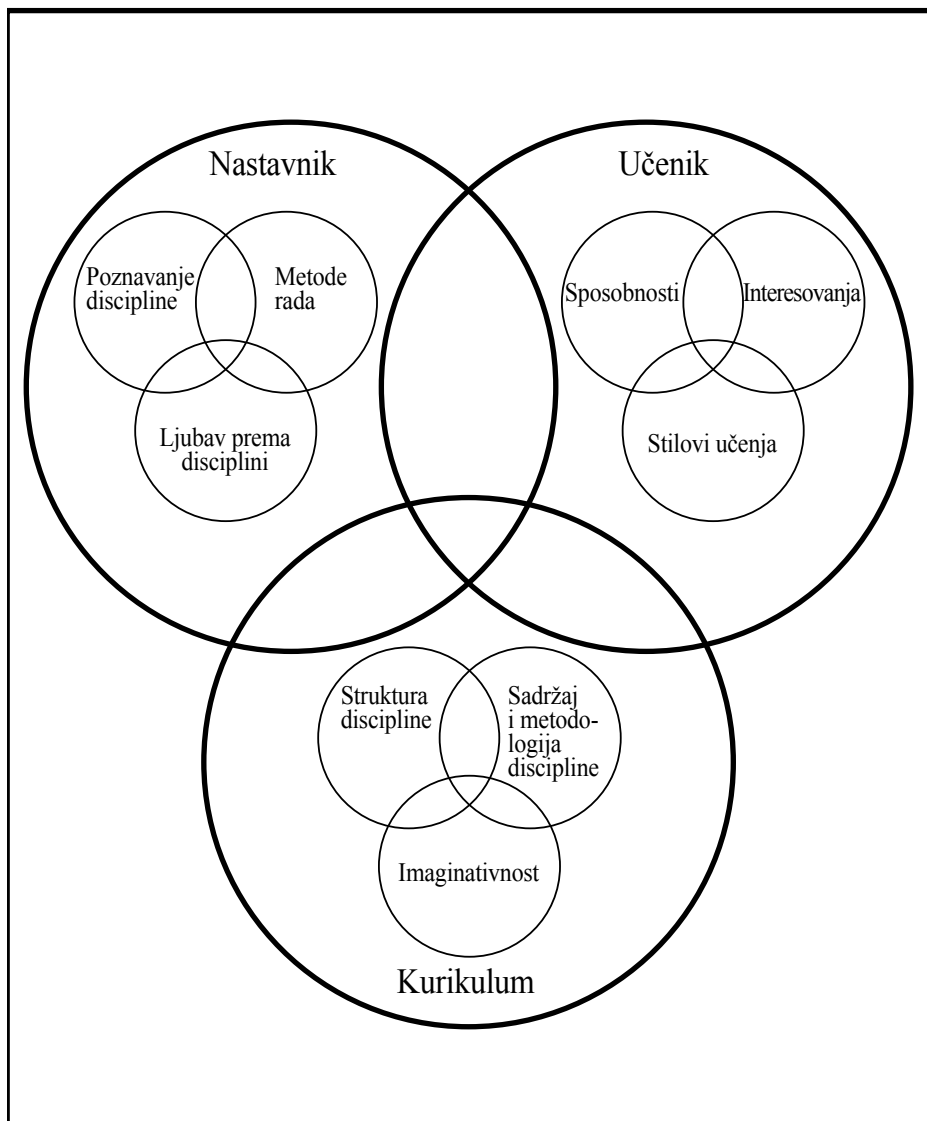 Nastavnik
Poznavanje
discipline
Metode
rada
Ljubav prema
disciplini
Učenik
Sposobnosti
Interesovanja
Stilovi učenja
Struktura
discipline
Sadržaj
i metodo-
logija
discipline
Imaginativnost
Kurikulum